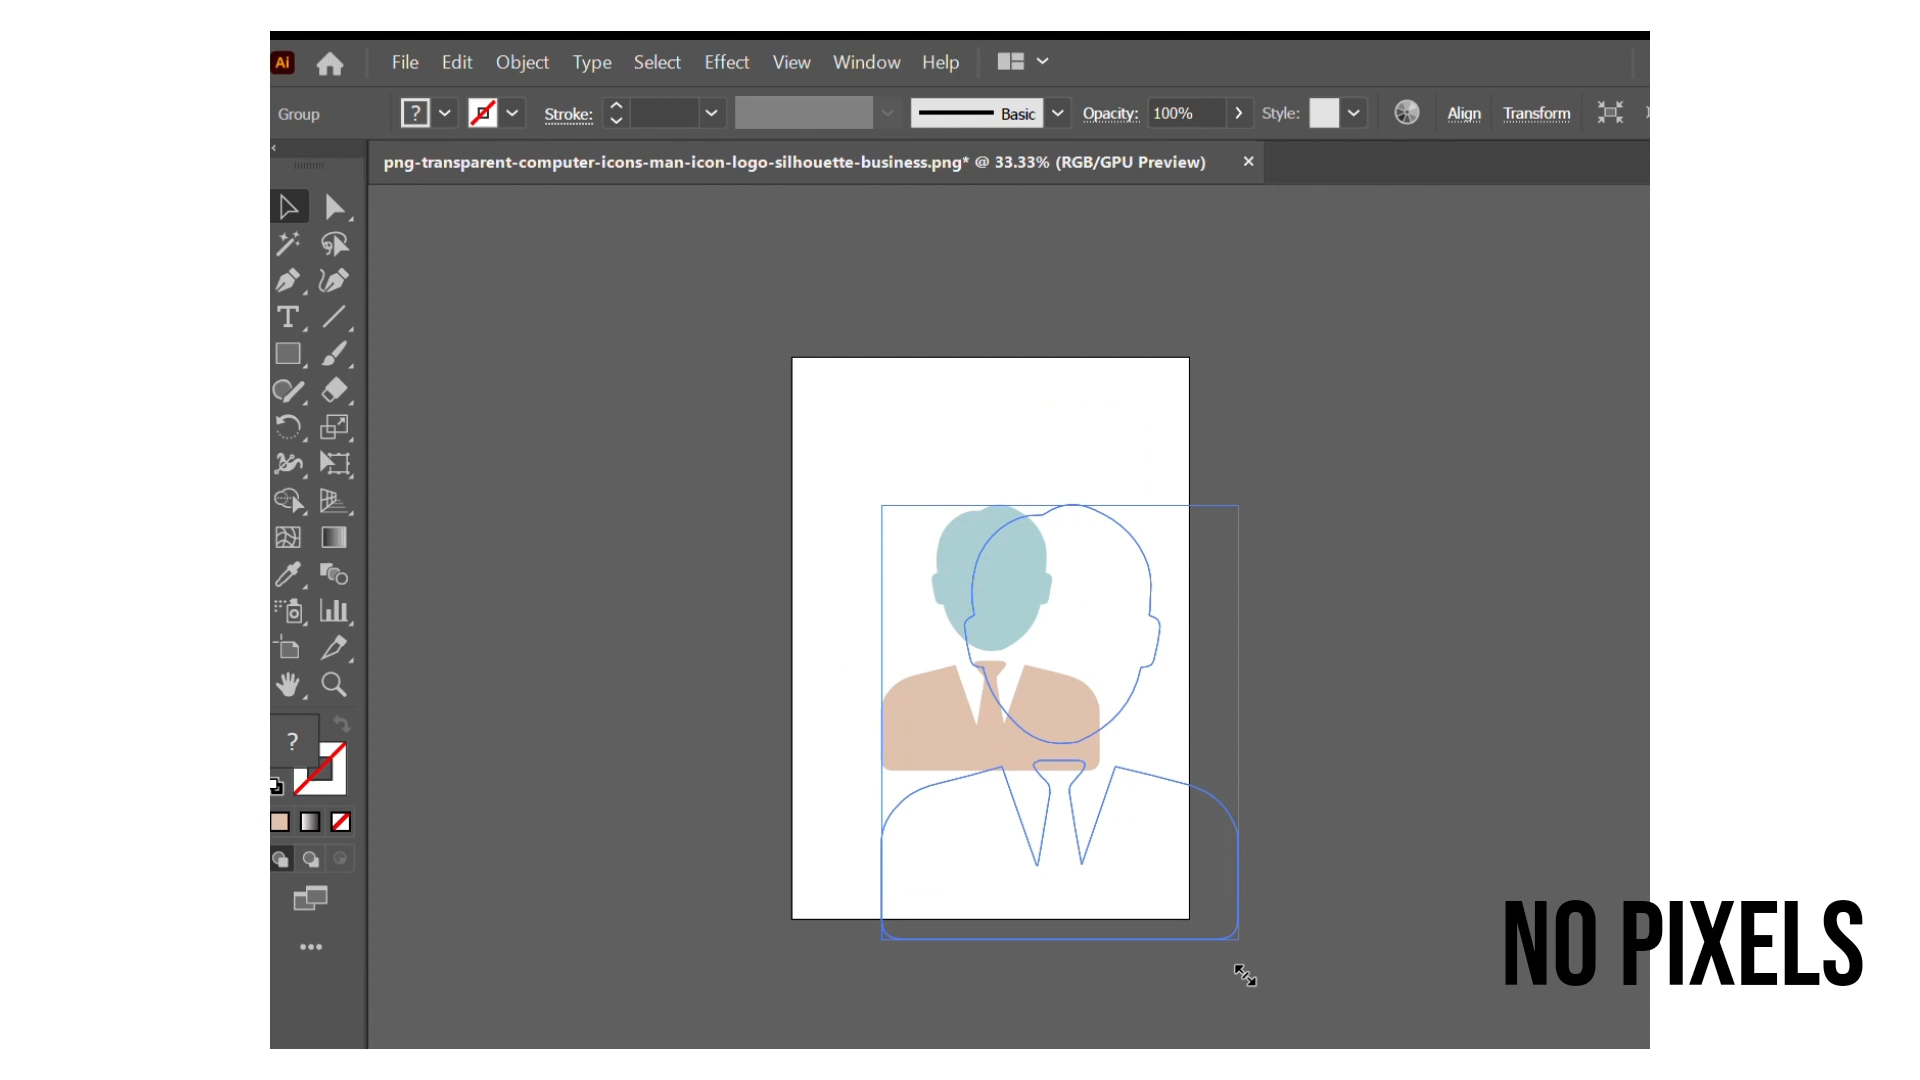 Ai File Edit Object Type Select Effect View Window Help
Group ? Stroke: Basic Opacity: 100% Style: Align Transform
png-transparent-computer-icons-man-icon-logo-silhouette-business.png* @ 33.33% (RGB/GPU Preview)
?
NO PIXELS